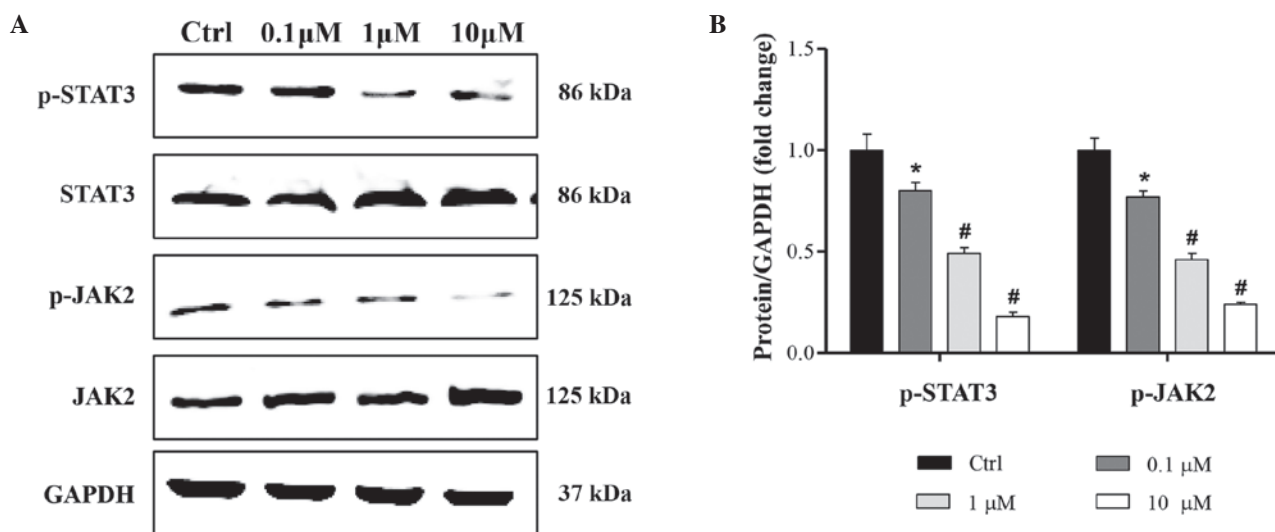 A
Ctrl 0.1μM 1μM 10μM
p-STAT3 86 kDa
STAT3 86 kDa
p-JAK2 125 kDa
JAK2 125 kDa
GAPDH 37 kDa
B
Protein/GAPDH (fold change)
1.5
1.0
0.5
0.0
* # #
* # #
p-STAT3 p-JAK2
Ctrl 0.1 μM
1 μM 10 μM